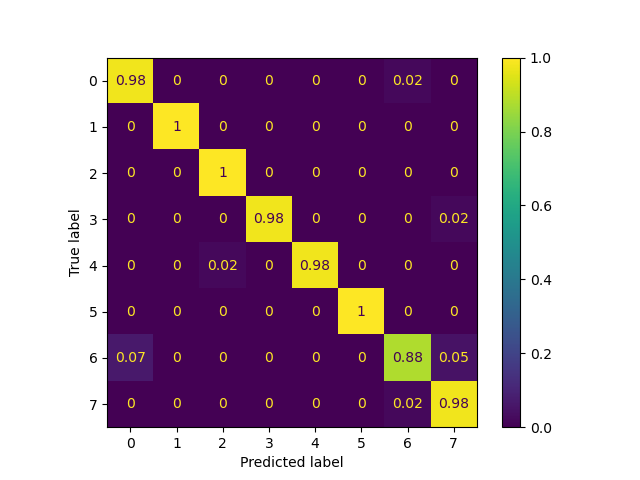 0 0.98 0 0 0 0 0 0.02 0 1.0
1 0 1 0 0 0 0 0 0 0.8
2 0 0 1 0 0 0 0 0
3 0 0 0 0.98 0 0 0 0.02 0.6
True label
4 0 0 0.02 0 0.98 0 0 0 0.4
5 0 0 0 0 0 1 0 0
6 0.07 0 0 0 0 0 0.88 0.05 0.2
7 0 0 0 0 0 0 0.02 0.98 0.0
0 1 2 3 4 5 6 7
Predicted label